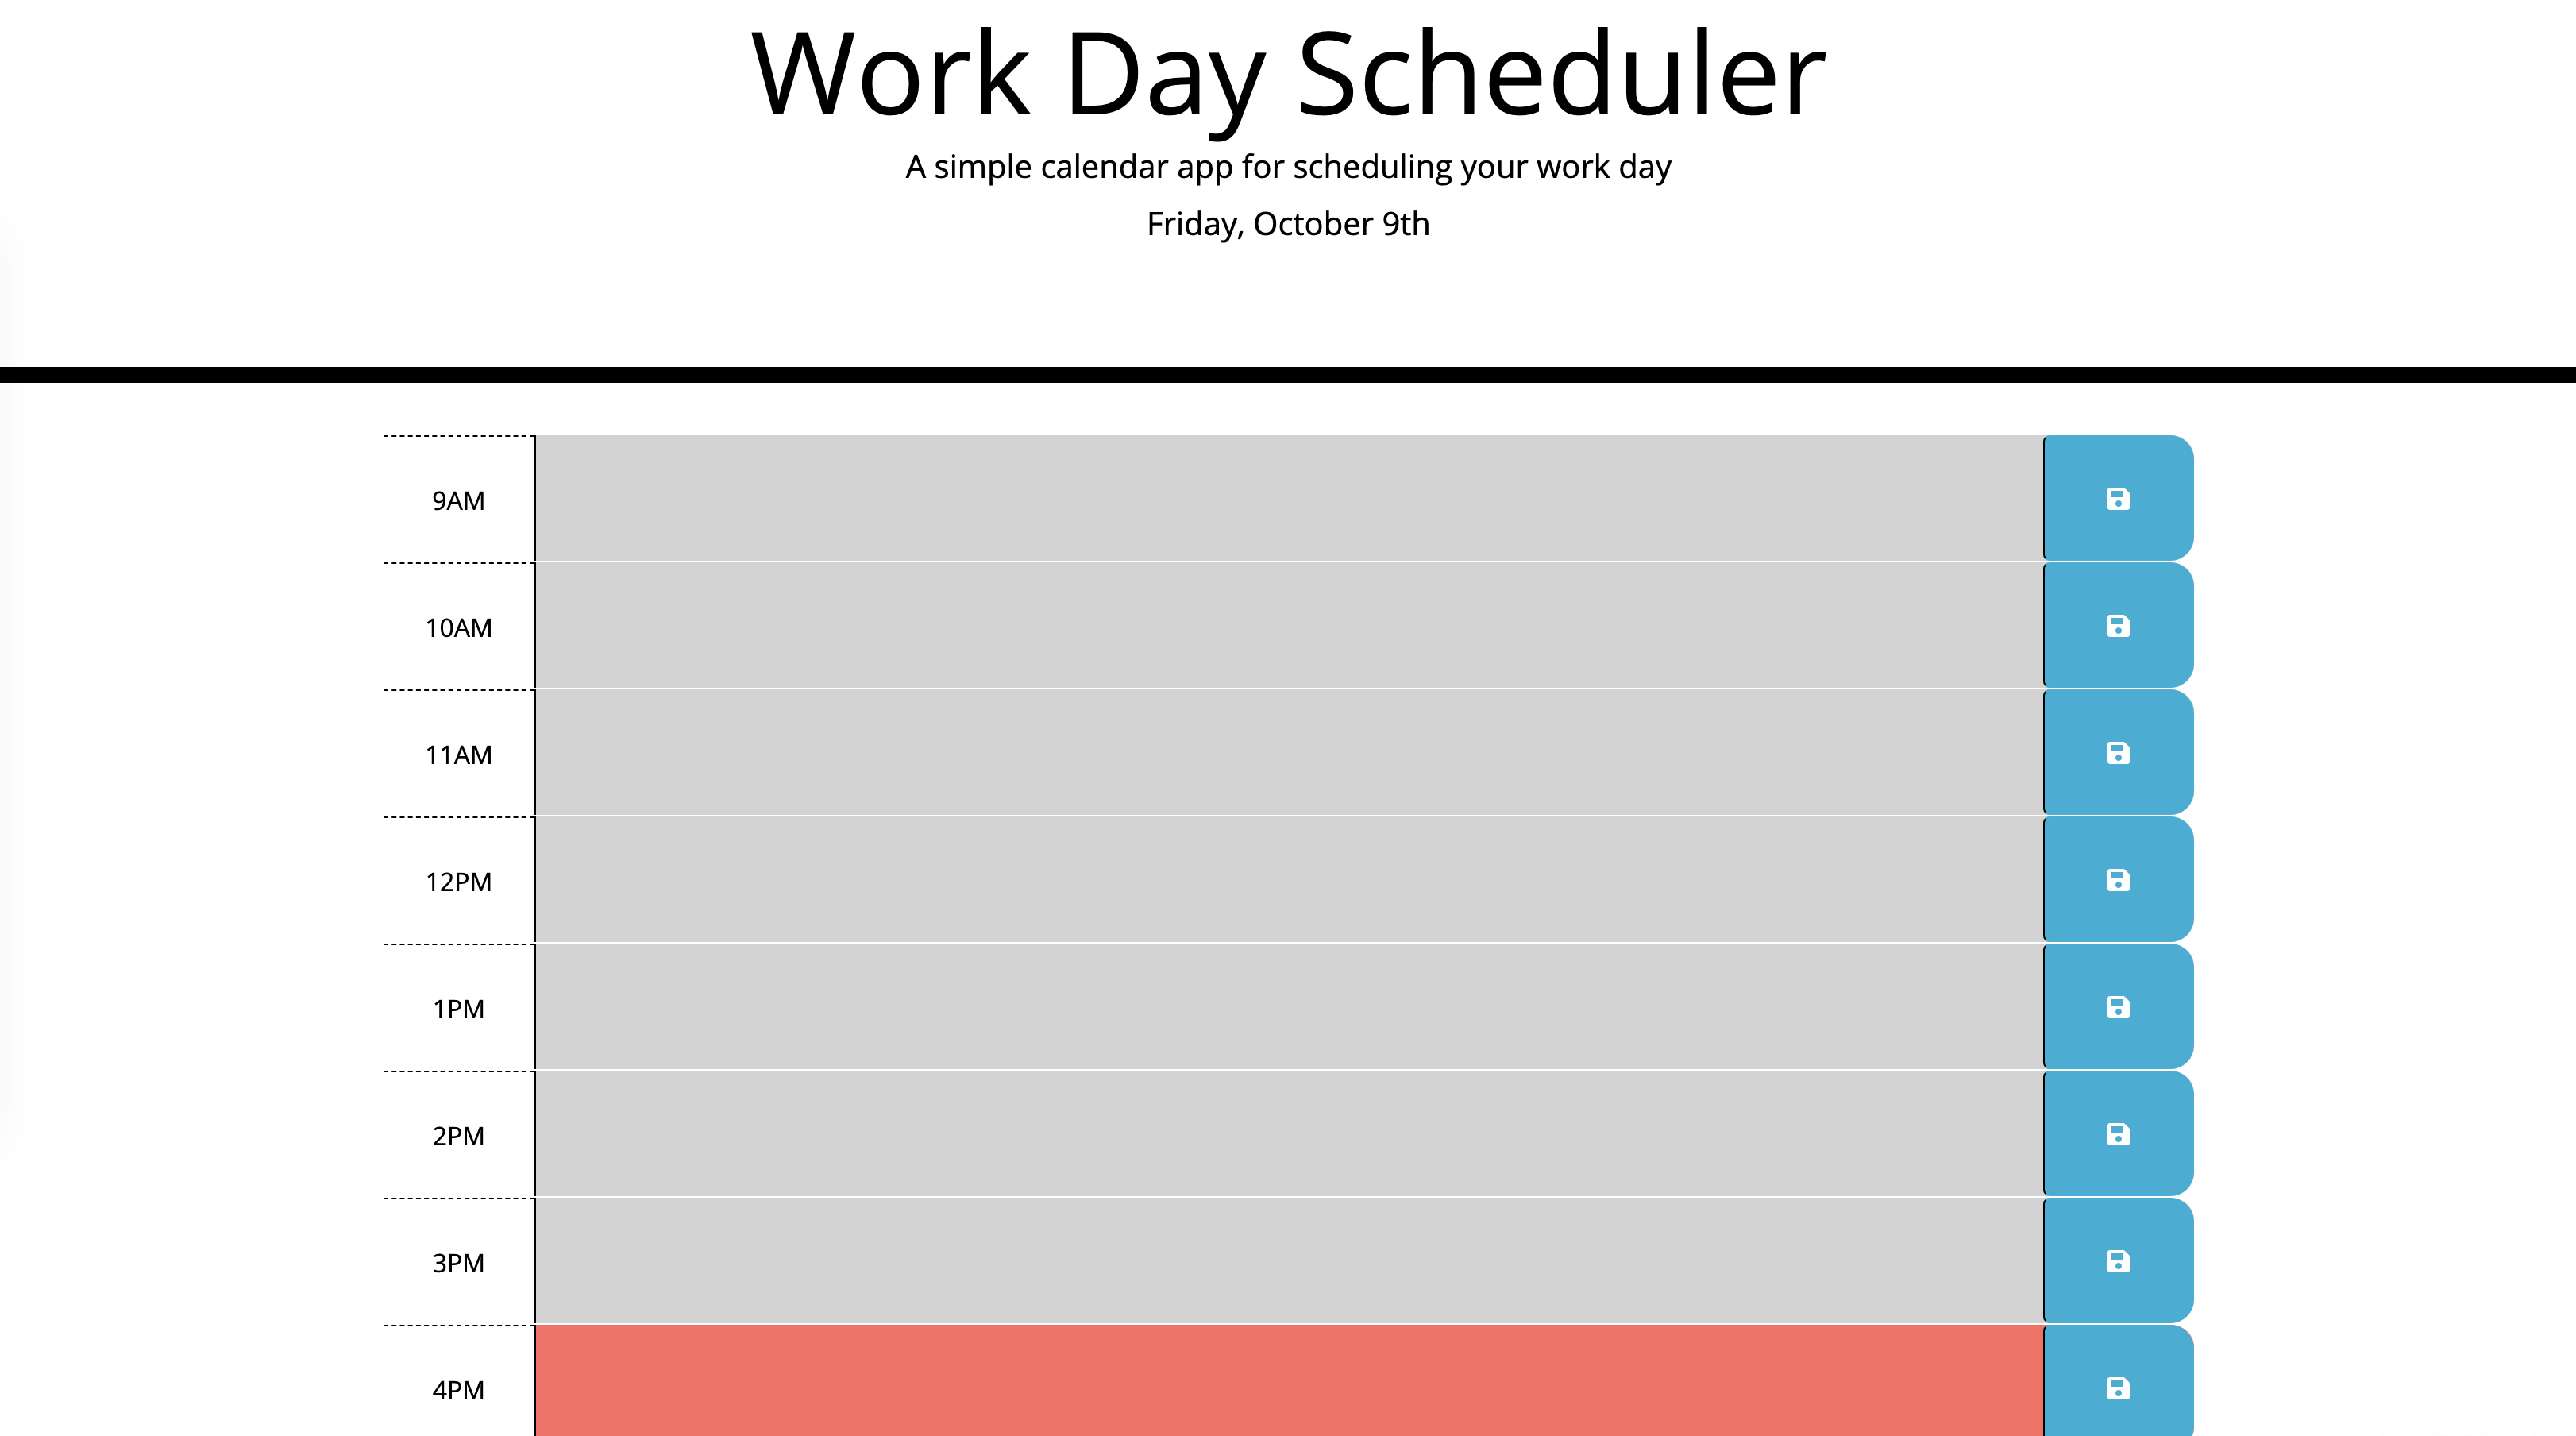 Work Day Scheduler
A simple calendar app for scheduling your work day
Friday, October 9th
9AM
10AM
11AM
12PM
1PM
2PM
3PM
4PM